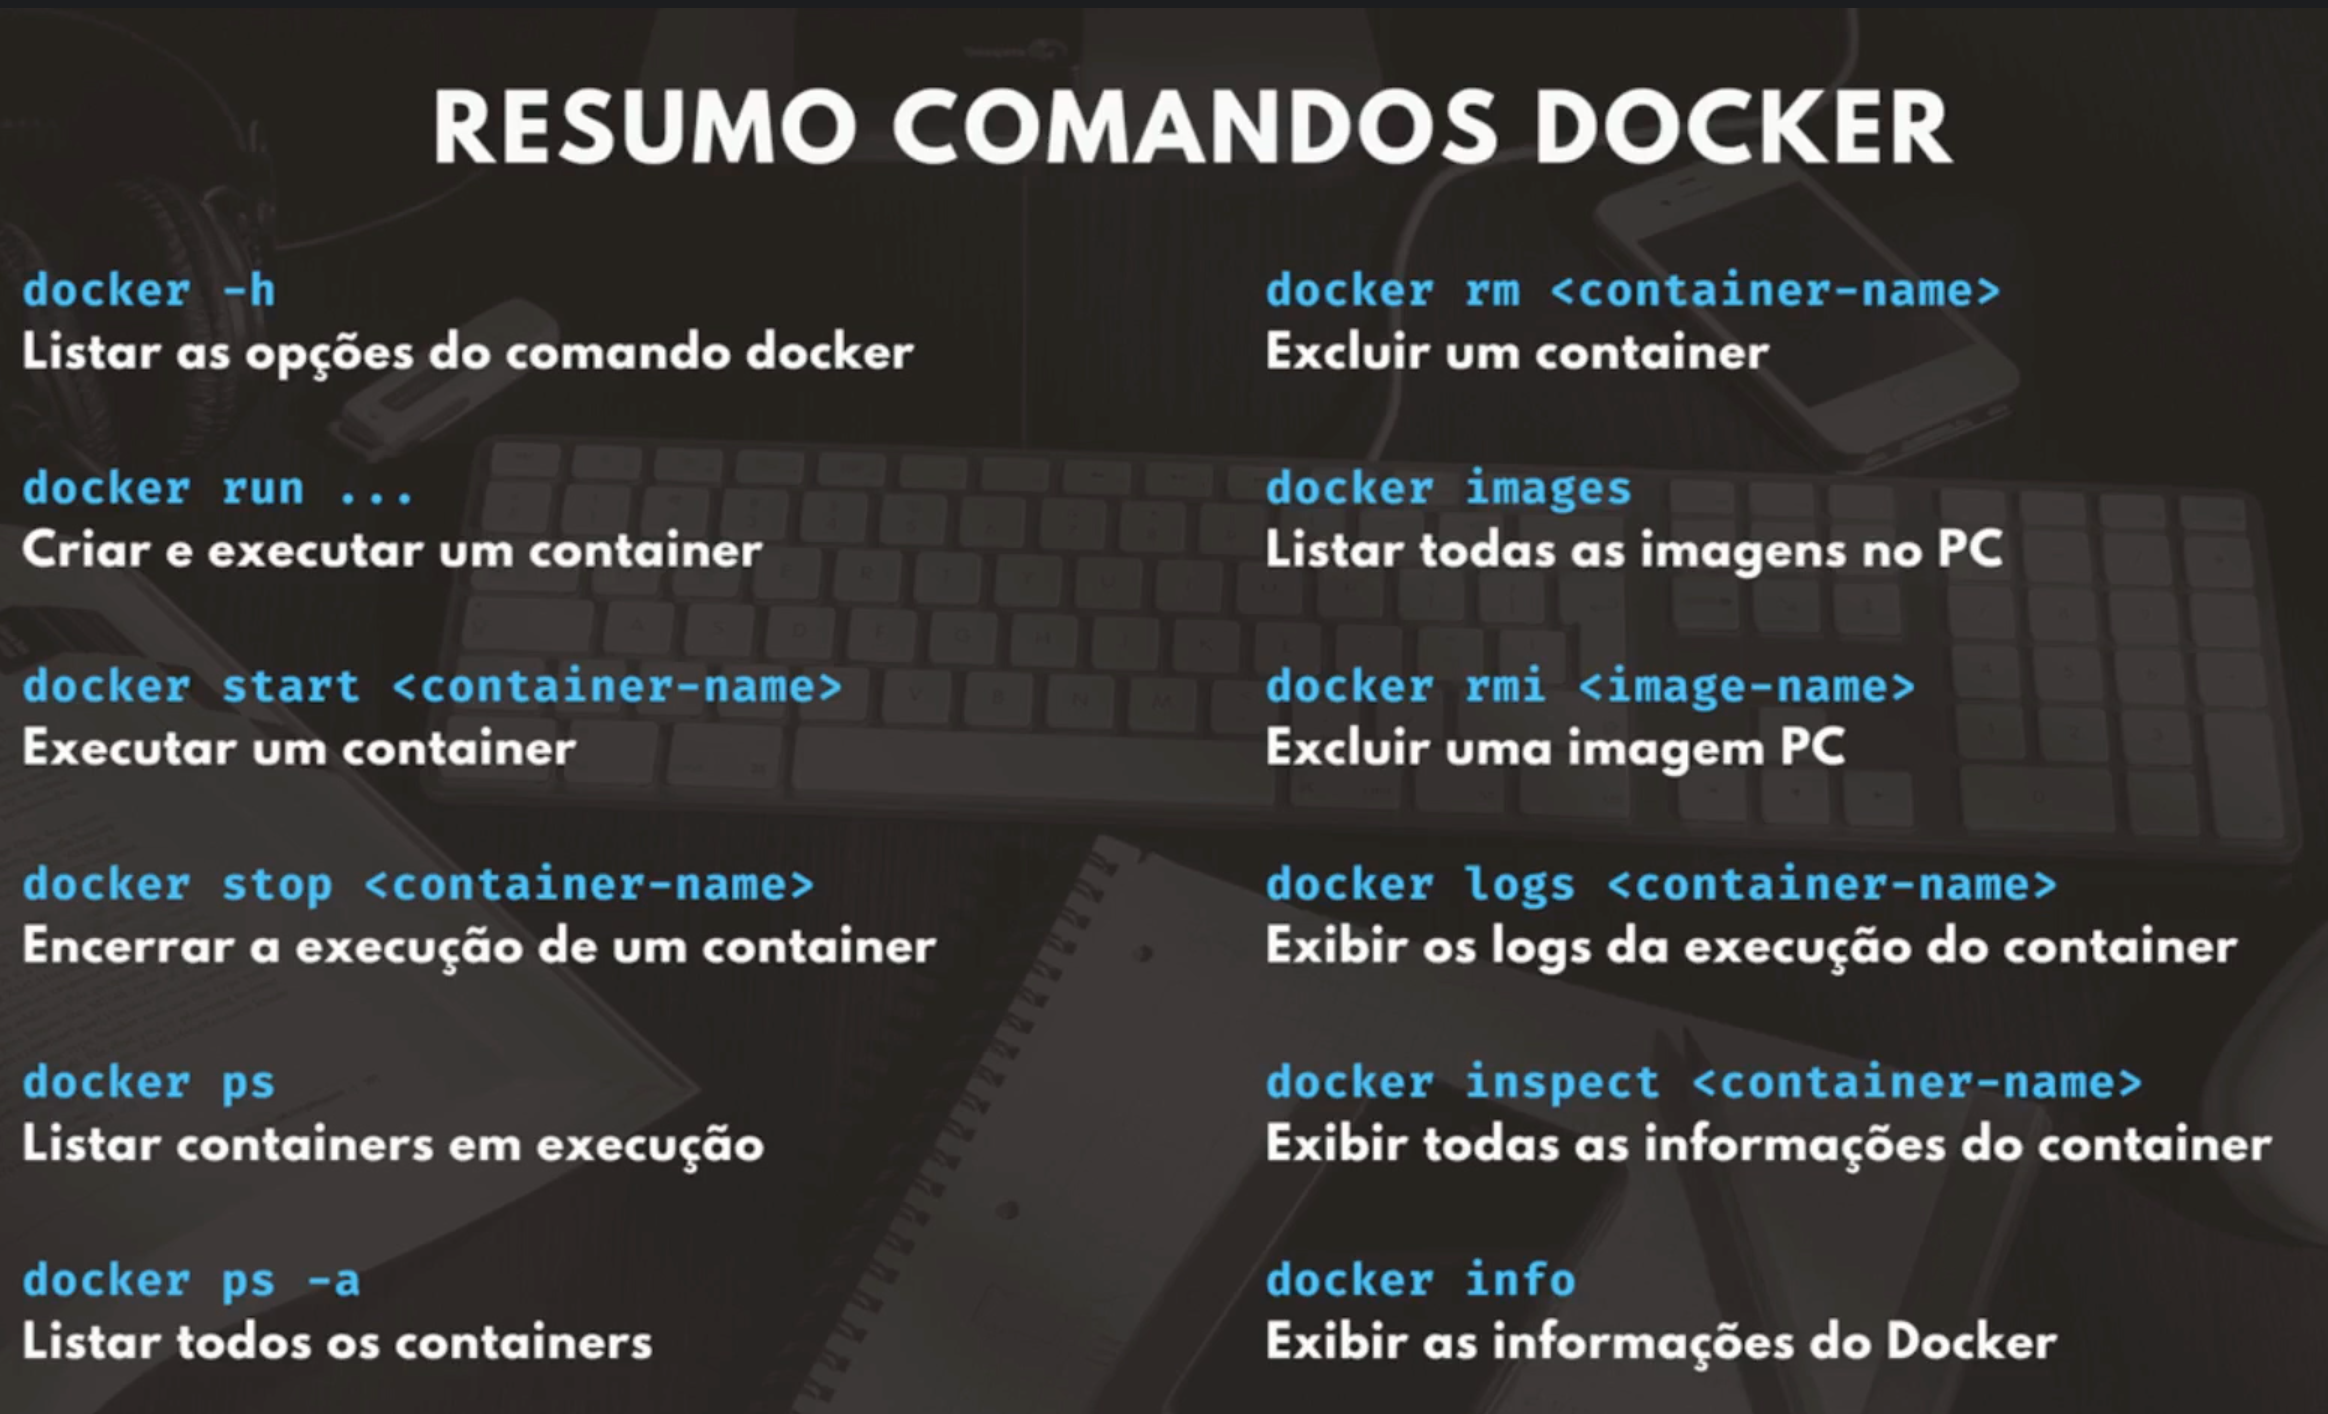 RESUMO COMANDOS DOCKER
docker -h
Listar as opções do comando docker
docker run ...
Criar e executar um container
docker start <container-name>
Executar um container
docker stop <container-name>
Encerrar a execução de um container
docker ps
Listar containers em execução
docker ps -a
Listar todos os containers
docker rm <container-name>
Excluir um container
docker images
Listar todas as imagens no PC
docker rmi <image-name>
Excluir uma imagem PC
docker logs <container-name>
Exibir os logs da execução do container
docker inspect <container-name>
Exibir todas as informações do container
docker info
Exibir as informações do Docker